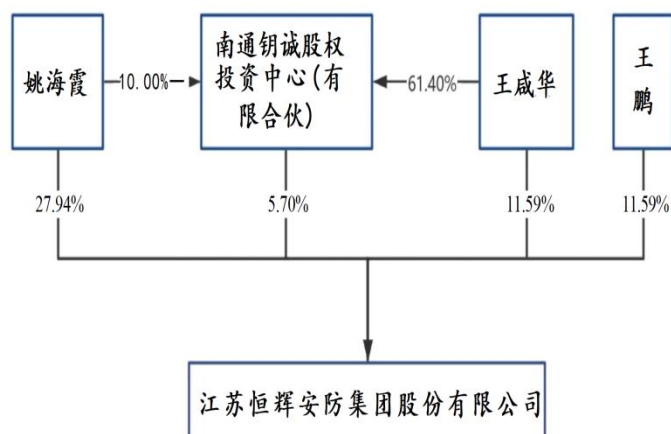 姚海霞
10.00%
南通钥诚股权
投资中心(有
限合伙)
61.40%
王咸华
王
鹏
27.94%
5.70%
11.59%
11.59%
江苏恒辉安防集团股份有限公司